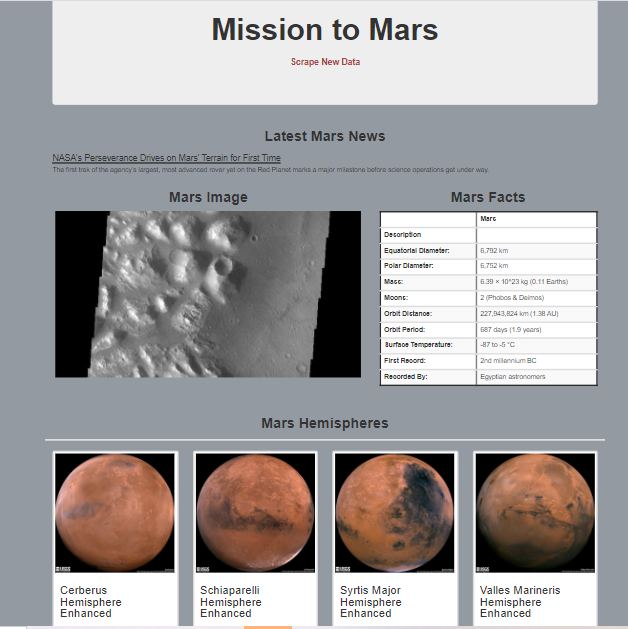 Mission to Mars
Scrape New Data
Latest Mars News
NASA's Perseverance Drives on Mars' Terrain for First Time
The first trek of the agency's largest, most advanced rover yet on the Red Planet marks a major milestone before science operations get under way.
Mars Image
Mars Facts
Mars
Description
Equatorial Diameter: 6,792 km
Polar Diameter: 6,752 km
Mass: 6.39 × 10^23 kg (0.11 Earths)
Moons: 2 (Phobos & Deimos)
Orbit Distance: 227,943,824 km (1.38 AU)
Orbit Period: 687 days (1.9 years)
Surface Temperature: -87 to -5 °C
First Record: 2nd millennium BC
Recorded By: Egyptian astronomers
Mars Hemispheres
USGS
USGS
USGS
USGS
Cerberus
Hemisphere
Enhanced
Schiaparelli
Hemisphere
Enhanced
Syrtis Major
Hemisphere
Enhanced
Valles Marineris
Hemisphere
Enhanced